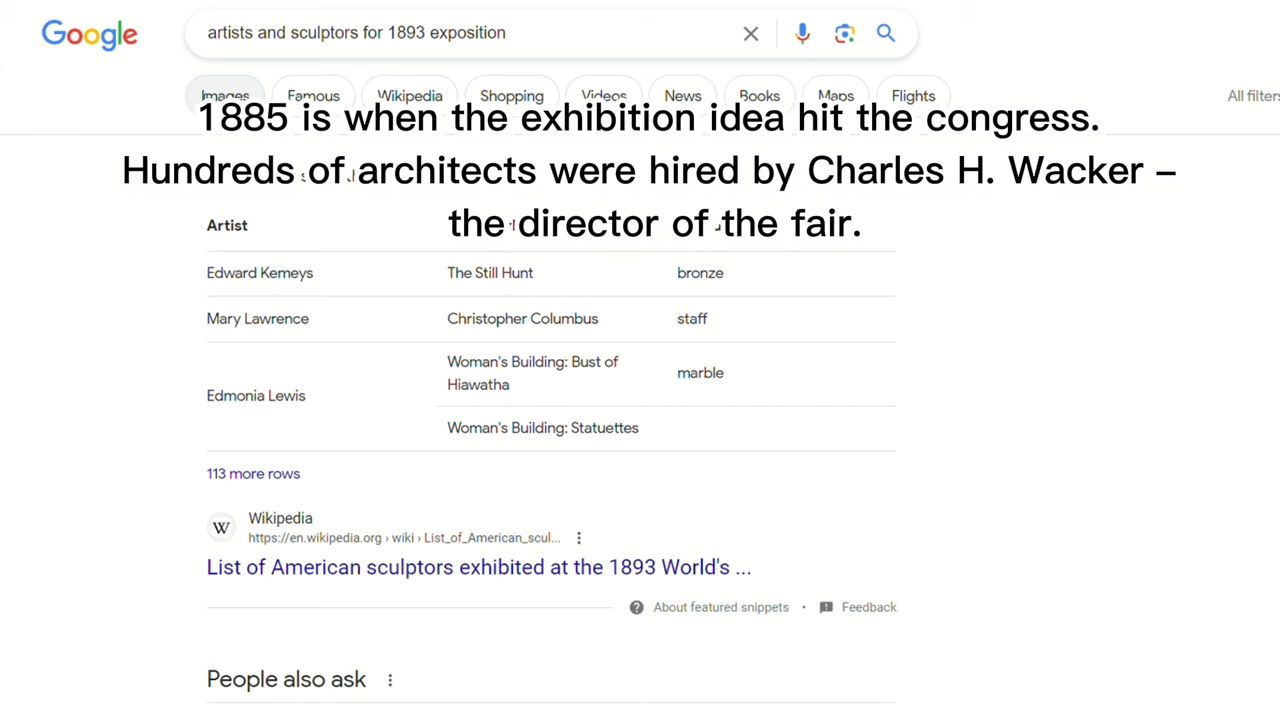 Google
artists and sculptors for 1893 exposition
Images Famous Wikipedia Shopping Videos News Books Maps Flights All filters
1885 is when the exhibition idea hit the congress.
Hundreds of architects were hired by Charles H. Wacker –
the director of the fair.
Artist
Edward Kemeys The Still Hunt bronze
Mary Lawrence Christopher Columbus staff
Edmonia Lewis Woman's Building: Bust of
Hiawatha marble
Woman's Building: Statuettes
113 more rows
W Wikipedia
https://en.wikipedia.org › wiki › List_of_American_scul...
List of American sculptors exhibited at the 1893 World's ...
About featured snippets • Feedback
People also ask